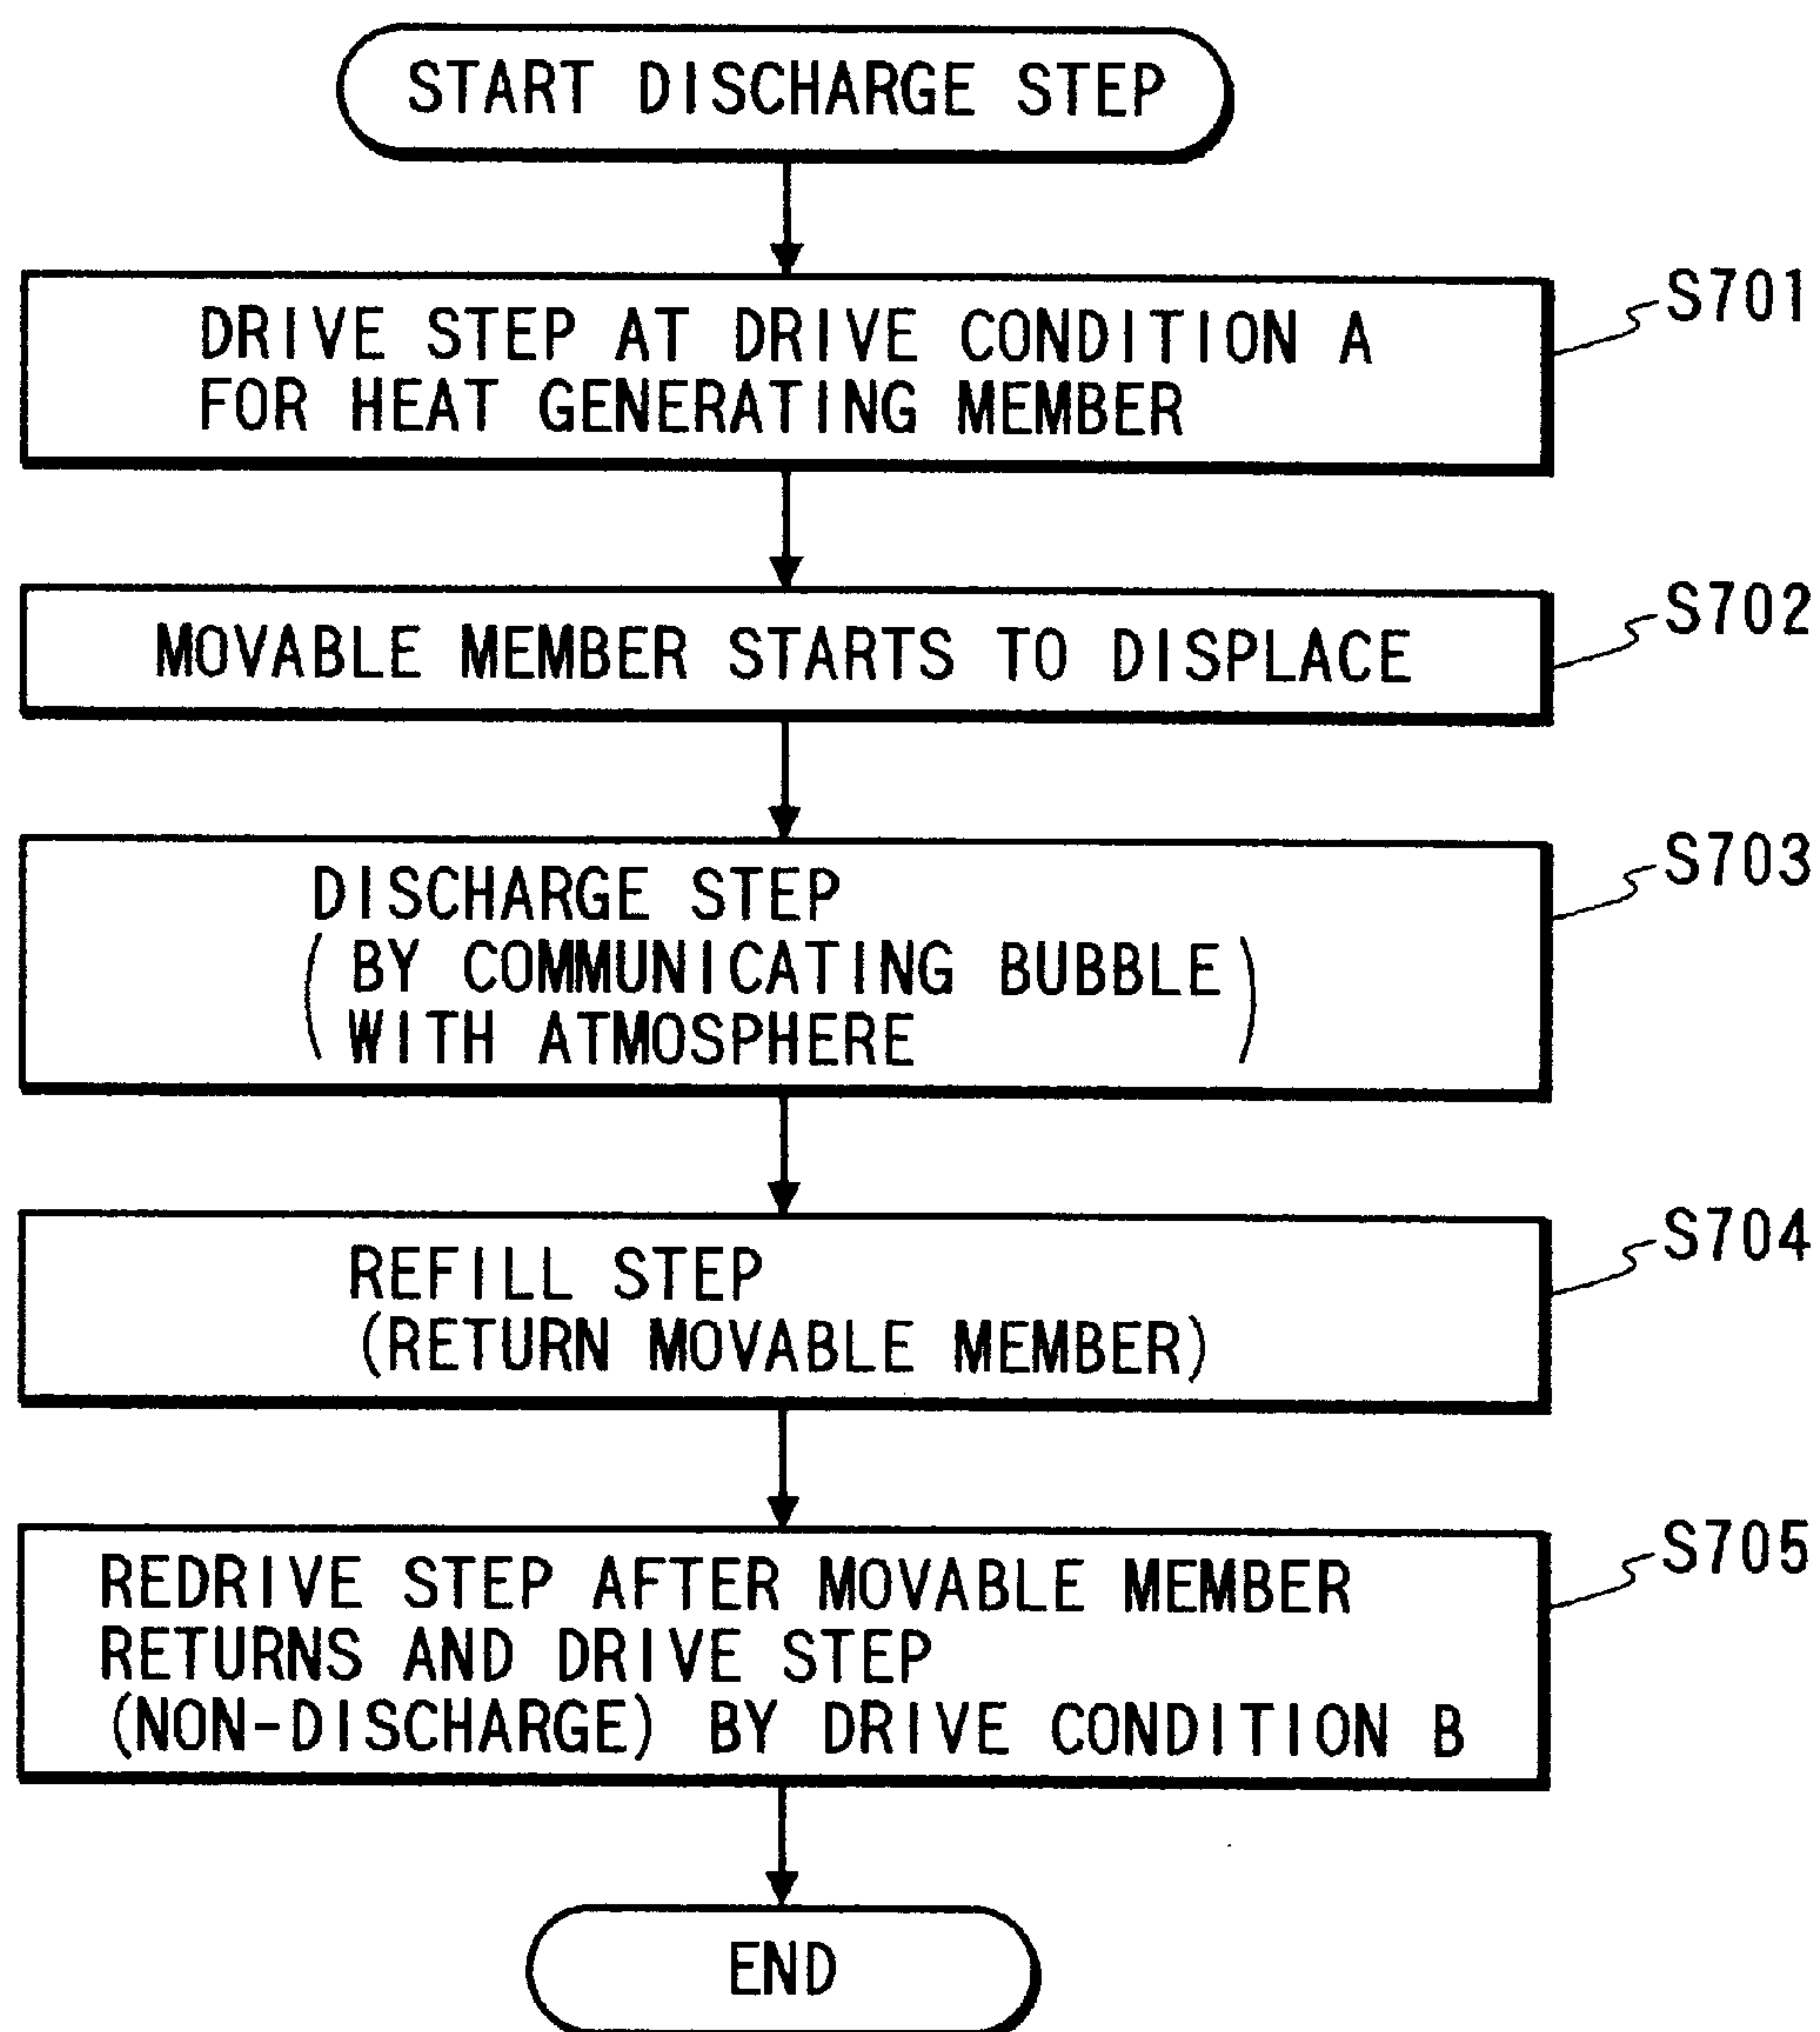 START DISCHARGE STEP
DRIVE STEP AT DRIVE CONDITION A
FOR HEAT GENERATING MEMBER
S701
MOVABLE MEMBER STARTS TO DISPLACE
S702
DISCHARGE STEP
(BY COMMUNICATING BUBBLE
WITH ATMOSPHERE)
S703
REFILL STEP
(RETURN MOVABLE MEMBER)
S704
REDRIVE STEP AFTER MOVABLE MEMBER
RETURNS AND DRIVE STEP
(NON-DISCHARGE) BY DRIVE CONDITION B
S705
END